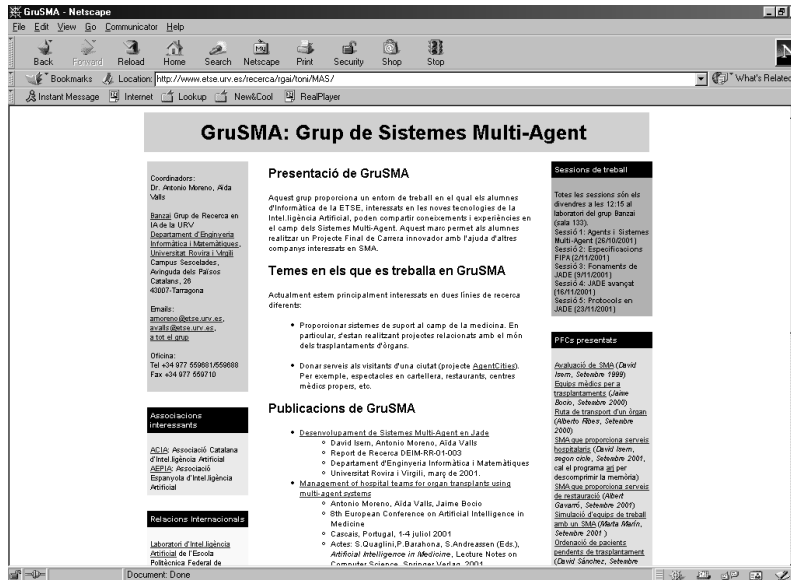 GruSMA - Netscape
File Edit View Go Communicator Help
Back Forward Reload Home Search Netscape Print Security Shop Stop
Bookmarks Location: http://www.etse.urv.es/recerca/rgai/toni/MAS/ What's Related
Instant Message Internet Lookup New&Cool RealPlayer
GruSMA: Grup de Sistemes Multi-Agent
Coordinadors:
Dr. Antonio Moreno, Aïda
Valls
Banzai Grup de Recerca en
IA de la URV
Departament d'Enginyeria
Informàtica i Matemàtiques,
Universitat Rovira i Virgili
Campus Sescelades,
Avinguda dels Països
Catalans, 26
43007-Tarragona
Emails:
amoreno@etse.urv.es,
avalls@etse.urv.es,
a tot el grup
Oficina:
Tel +34 977 559681/559688
Fax +34 977 559710
Associacions
interessants
ACIA: Associació Catalana
d'Intel.ligència Artificial
AEPIA: Associació
Espanyola d'Intel.ligència
Artificial
Relacions Internacionals
Laboratori d'Intel.ligència
Artificial de l'Escola
Politècnica Federal de
Presentació de GruSMA
Aquest grup proporciona un entorn de treball en el qual els alumnes
d'Informàtica de la ETSE, interessats en les noves tecnologies de la
Intel.ligència Artificial, poden compartir coneixements i experiències en
el camp dels Sistemes Multi-Agent. Aquest marc permet als alumnes
realitzar un Projecte Final de Carrera innovador amb l'ajuda d'altres
companys interessats en SMA.
Temes en els que es treballa en GruSMA
Actualment estem principalment interessats en dues línies de recerca
diferents:
Proporcionar sistemes de suport al camp de la medicina. En
particular, s'estan realitzant projectes relacionats amb el món
dels trasplantaments d'òrgans.
Donar serveis als visitants d'una ciutat (projecte AgentCities).
Per exemple, espectacles en cartellera, restaurants, centres
mèdics propers, etc.
Publicacions de GruSMA
Desenvolupament de Sistemes Multi-Agent en Jade
David Isern, Antonio Moreno, Aïda Valls
Report de Recerca DEIM-RR-01-003
Departament d'Enginyeria Informàtica i Matemàtiques
Universitat Rovira i Virgili, març de 2001.
Management of hospital teams for organ transplants using
multi-agent systems
Antonio Moreno, Aïda Valls, Jaime Bocio
8th European Conference on Artificial Intelligence in
Medicine
Cascais, Portugal, 1-4 juliol 2001
Actes: S.Quaglini,P.Barahona, S.Andreassen (Eds.),
Artificial Intelligence in Medicine, Lecture Notes on
Computer Science, Springer Verlag, 2001
Sessions de treball
Totes les sessions són els
divendres a les 12:15 al
laboratori del grup Banzai
(sala 133).
Sessió 1: Agents i Sistemes
Multi-Agent (26/10/2001)
Sessió 2: Especificacions
FIPA (2/11/2001)
Sessió 3: Fonaments de
JADE (9/11/2001)
Sessió 4: JADE avançat
(16/11/2001)
Sessió 5: Protocols en
JADE (23/11/2001)
PFCs presentats
Avaluació de SMA (David
Isern, Setembre 1999)
Equips mèdics per a
trasplantaments (Jaime
Bocio, Setembre 2000)
Ruta de transport d'un òrgan
(Alberto Ribes, Setembre
2000)
SMA que proporciona serveis
hospitalaris (David Isern,
segon cicle, Setembre 2001,
cal el programa arj per
descomprimir la memòria)
SMA que proporciona serveis
de restauració (Albert
Gavarró, Setembre 2001)
Simulació d'equips de treball
amb un SMA (Marta Marín,
Setembre 2001 )
Ordenació de pacients
pendents de trasplantament
(David Sánchez, Setembre
Document: Done